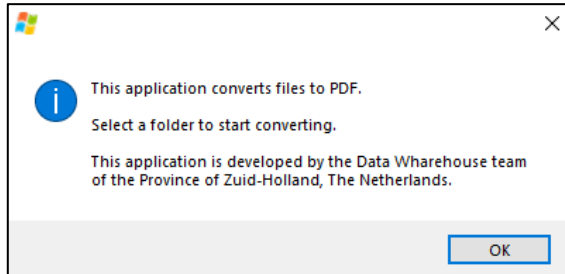 This application converts files to PDF.
Select a folder to start converting.
This application is developed by the Data Wharehouse team
of the Province of Zuid-Holland, The Netherlands.
OK